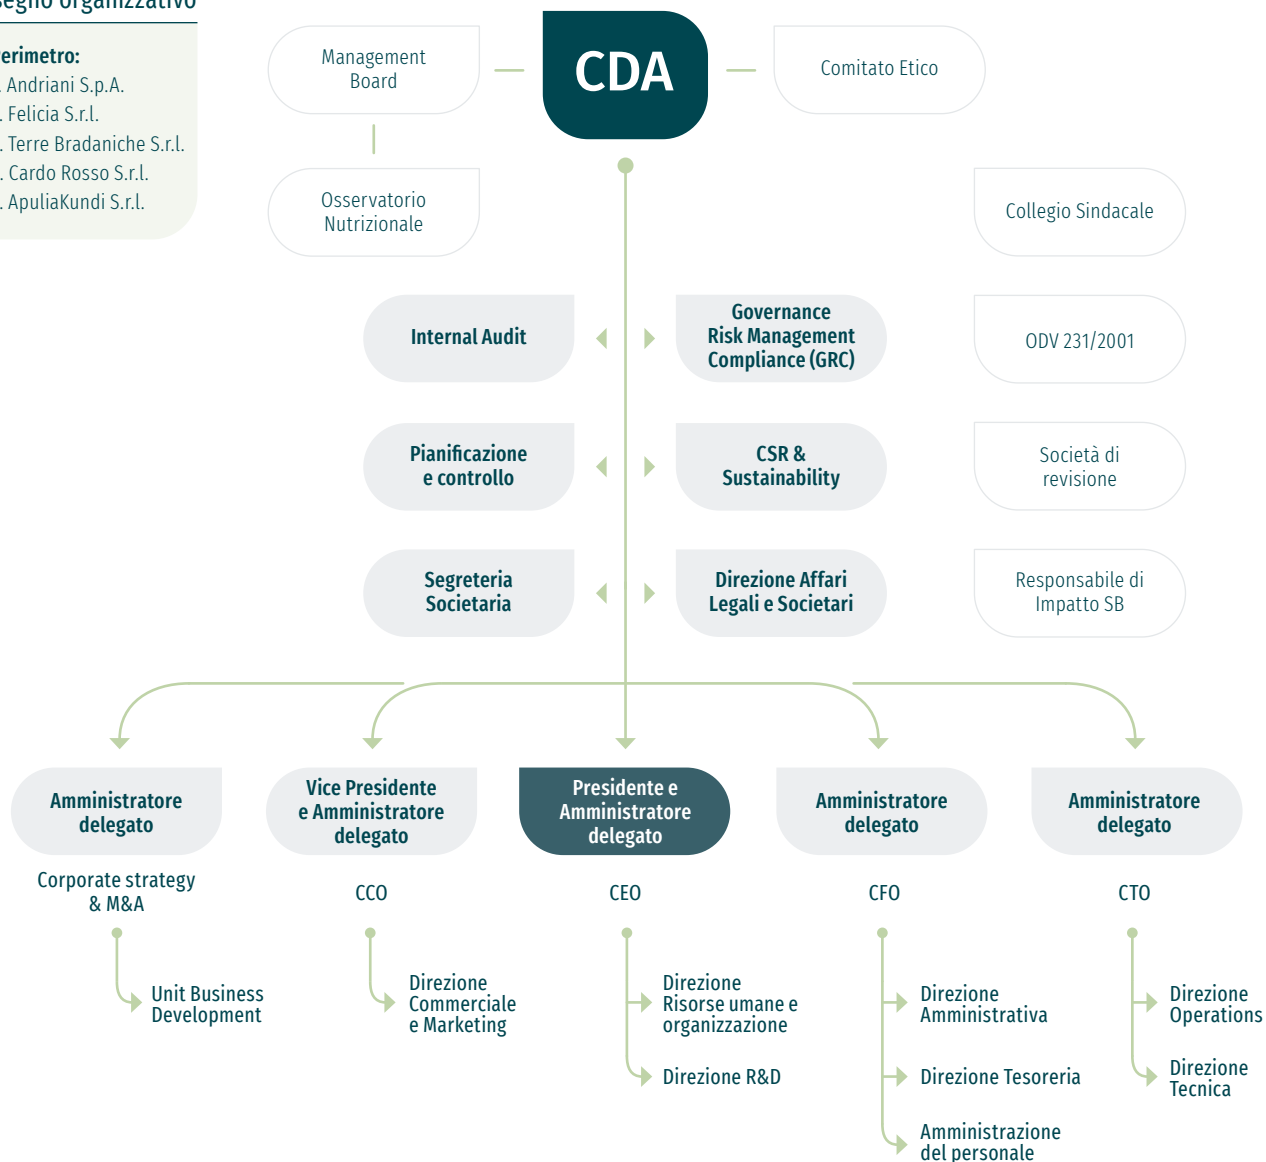 organizzativo
Perimetro:
Andriani S.p.A.
Felicia S.r.l.
Terre Bradaniche S.r.l.
Cardo Rosso S.r.l.
ApuliaKundi S.r.l.
Management
Board
CDA
Comitato Etico
Osservatorio
Nutrizionale
Collegio Sindacale
Internal Audit
Governance
Risk Management
Compliance (GRC)
ODV 231/2001
Pianificazione
e controllo
CSR &
Sustainability
Società di
revisione
Segreteria
Societaria
Direzione Affari
Legali e Societari
Responsabile di
Impatto SB
Amministratore
delegato
Vice Presidente
e Amministratore
delegato
Presidente e
Amministratore
delegato
Amministratore
delegato
Amministratore
delegato
Corporate strategy
& M&A
CCO
CEO
CFO
CTO
Unit Business
Development
Direzione
Commerciale
e Marketing
Direzione
Risorse umane e
organizzazione
Direzione R&D
Direzione
Amministrativa
Direzione Tesoreria
Amministrazione
del personale
Direzione
Operations
Direzione
Tecnica